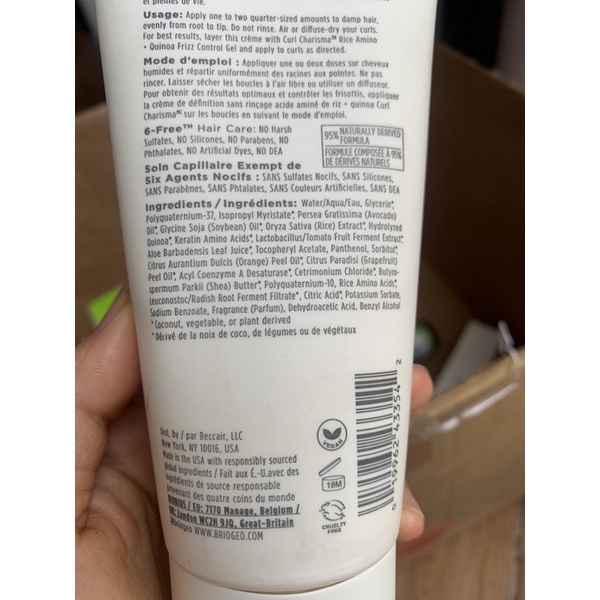 et pleines de vie.
Usage: Apply one to two quarter-sized amounts to damp hair,
evenly from root to tip. Do not rinse. Air or diffuse-dry your curls.
For best results, layer this crème with Curl Charisma™ Rice Amino
+ Quinoa Frizz Control Gel and apply to curls as directed.
Mode d'emploi : Appliquer une ou deux doses sur cheveux
humides et répartir uniformément des racines aux pointes. Ne pas
rincer. Laisser sécher les boucles à l'air libre ou utiliser un diffuseur.
Pour obtenir des résultats optimaux et contrôler les frisottis, appliquer
la crème de définition sans rinçage acide aminé de riz + quinoa Curl
Charisma™ sur les boucles en suivant le mode d'emploi.
6-Free™ Hair Care: NO Harsh
Sulfates, NO Silicones, NO Parabens, NO
Phthalates, NO Artificial Dyes, NO DEA
95% NATURALLY DERIVED
FORMULA
FORMULE COMPOSÉE À 95%
DE DÉRIVÉS NATURELS
Soin Capillaire Exempt de
Six Agents Nocifs : SANS Sulfates Nocifs, SANS Silicones,
SANS Parabènes, SANS Phtalates, SANS Couleurs Artificielles, SANS DEA
Ingredients / Ingrédients: Water/Aqua/Eau, Glycerin*,
Polyquaternium-37, Isopropyl Myristate*, Persea Gratissima (Avocado)
Oil*, Glycine Soja (Soybean) Oil*, Oryza Sativa (Rice) Extract*, Hydrolyzed
Quinoa*, Keratin Amino Acids*, Lactobacillus/Tomato Fruit Ferment Extract*,
Aloe Barbadensis Leaf Juice*, Tocopheryl Acetate, Panthenol, Sorbitol*,
Citrus Aurantium Dulcis (Orange) Peel Oil*, Citrus Paradisi (Grapefruit)
Peel Oil*, Acyl Coenzyme A Desaturase*, Cetrimonium Chloride*, Butyro-
spermum Parkii (Shea) Butter*, Polyquaternium-10, Rice Amino Acids*,
Leuconostoc/Radish Root Ferment Filtrate*, Citric Acid*, Potassium Sorbate,
Sodium Benzoate, Fragrance (Parfum), Dehydroacetic Acid, Benzyl Alcohol
*Coconut, vegetable, or plant derived
*Dérivé de la noix de coco, de légumes ou de végétaux
Dist. by / par Beccair, LLC
New York, NY 10016, USA
Made in the USA with responsibly sourced
global ingredients / Fait aux É.-U.avec des
ingrédients de source responsable
provenant des quatre coins du monde
EU: 7170 Manage, Belgium /
London WC2H 9JQ, Great-Britain
@briogeo WWW.BRIOGEO.COM
VEGAN
18M
CRUELTY
FREE
8 19962 43354 2